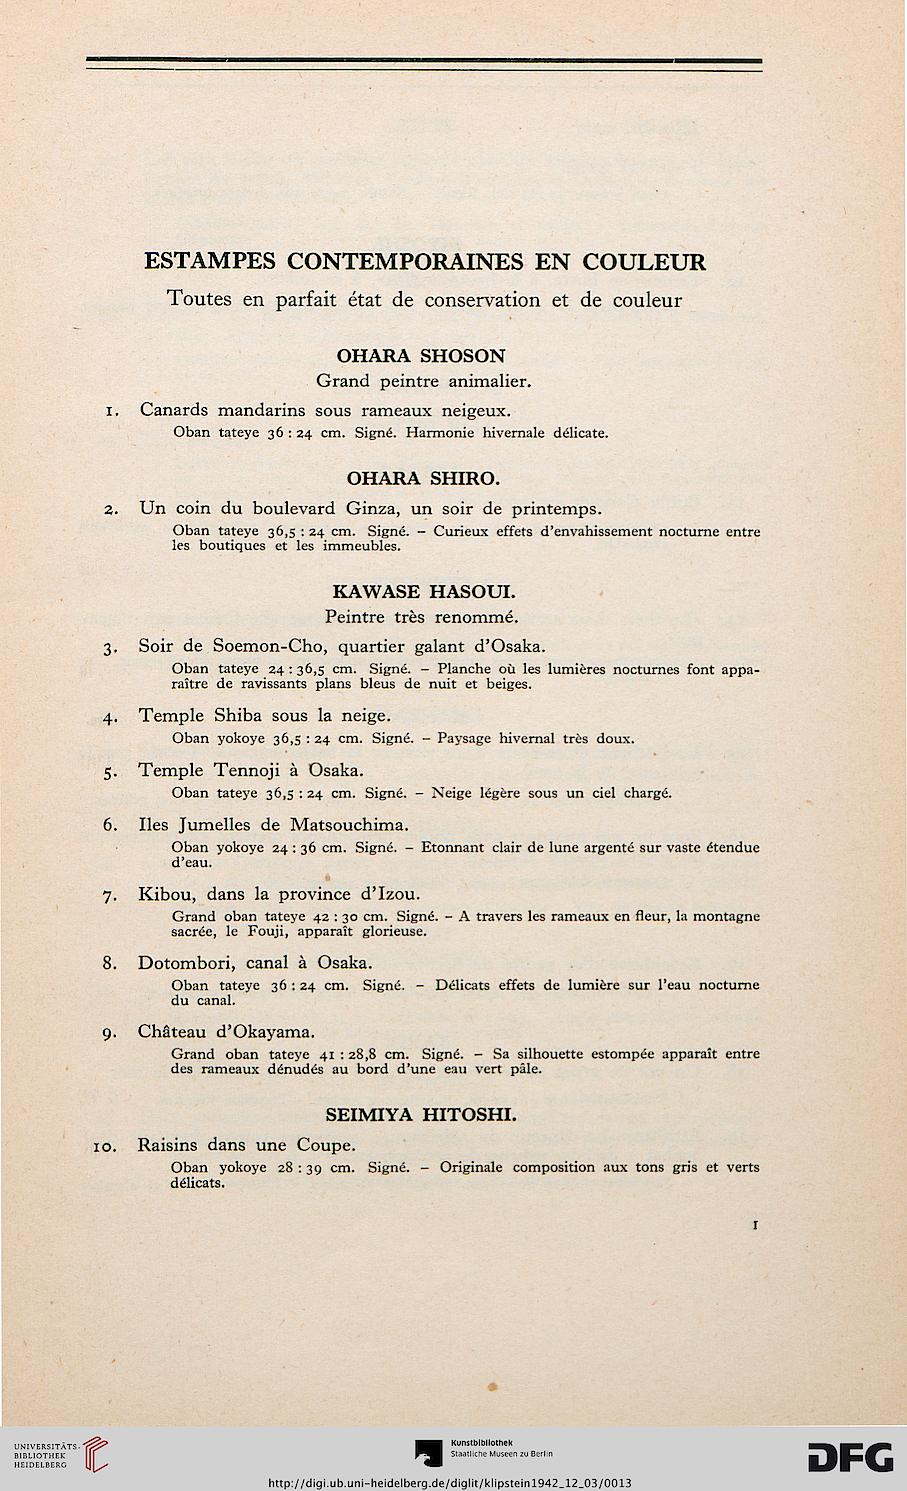 ESTAMPES CONTEMPORAINES EN COULEUR
Toutes en parfait état de conservation et de couleur
OHARA SHOSON
Grand peintre animalier.
1. Canards mandarins sous rameaux neigeux.
Oban tateye 36 : 24 cm. Signé. Harmonie hivernale délicate.
OHARA SHIRO.
2. Un coin du boulevard Ginza, un soir de printemps.
Oban tateye 36,5 : 24 cm. Signé. – Curieux effets d'envahissement nocturne entre
les boutiques et les immeubles.
KAWASE HASOUI.
Peintre très renommé.
3. Soir de Soemon-Cho, quartier galant d'Osaka.
Oban tateye 24 : 36,5 cm. Signé. – Planche où les lumières nocturnes font appa-
raître de ravissants plans bleus de nuit et beiges.
4. Temple Shiba sous la neige.
Oban yokoye 36,5 : 24 cm. Signé. – Paysage hivernal très doux.
5. Temple Tennoji à Osaka.
Oban tateye 36,5 : 24 cm. Signé. – Neige légère sous un ciel chargé.
6. Iles Jumelles de Matsouchima.
Oban yokoye 24 : 36 cm. Signé. – Etonnant clair de lune argenté sur vaste étendue
d'eau.
7. Kibou, dans la province d'Izou.
Grand oban tateye 42 : 30 cm. Signé. – A travers les rameaux en fleur, la montagne
sacrée, le Fouji, apparaît glorieuse.
8. Dotombori, canal à Osaka.
Oban tateye 36 : 24 cm. Signé. – Délicats effets de lumière sur l'eau nocturne
du canal.
9. Château d'Okayama.
Grand oban tateye 41 : 28,8 cm. Signé. – Sa silhouette estompée apparaît entre
des rameaux dénudés au bord d'une eau vert pâle.
SEIMIYA HITOSHI.
10. Raisins dans une Coupe.
Oban yokoye 28 : 39 cm. Signé. – Originale composition aux tons gris et verts
délicats.
1
UNIVERSITÄTS-
BIBLIOTHEK
HEIDELBERG
Kunstbibliothek
Staatliche Museen zu Berlin
DFG
http://digi.ub.uni-heidelberg.de/diglit/klipstein1942_12_03/0013